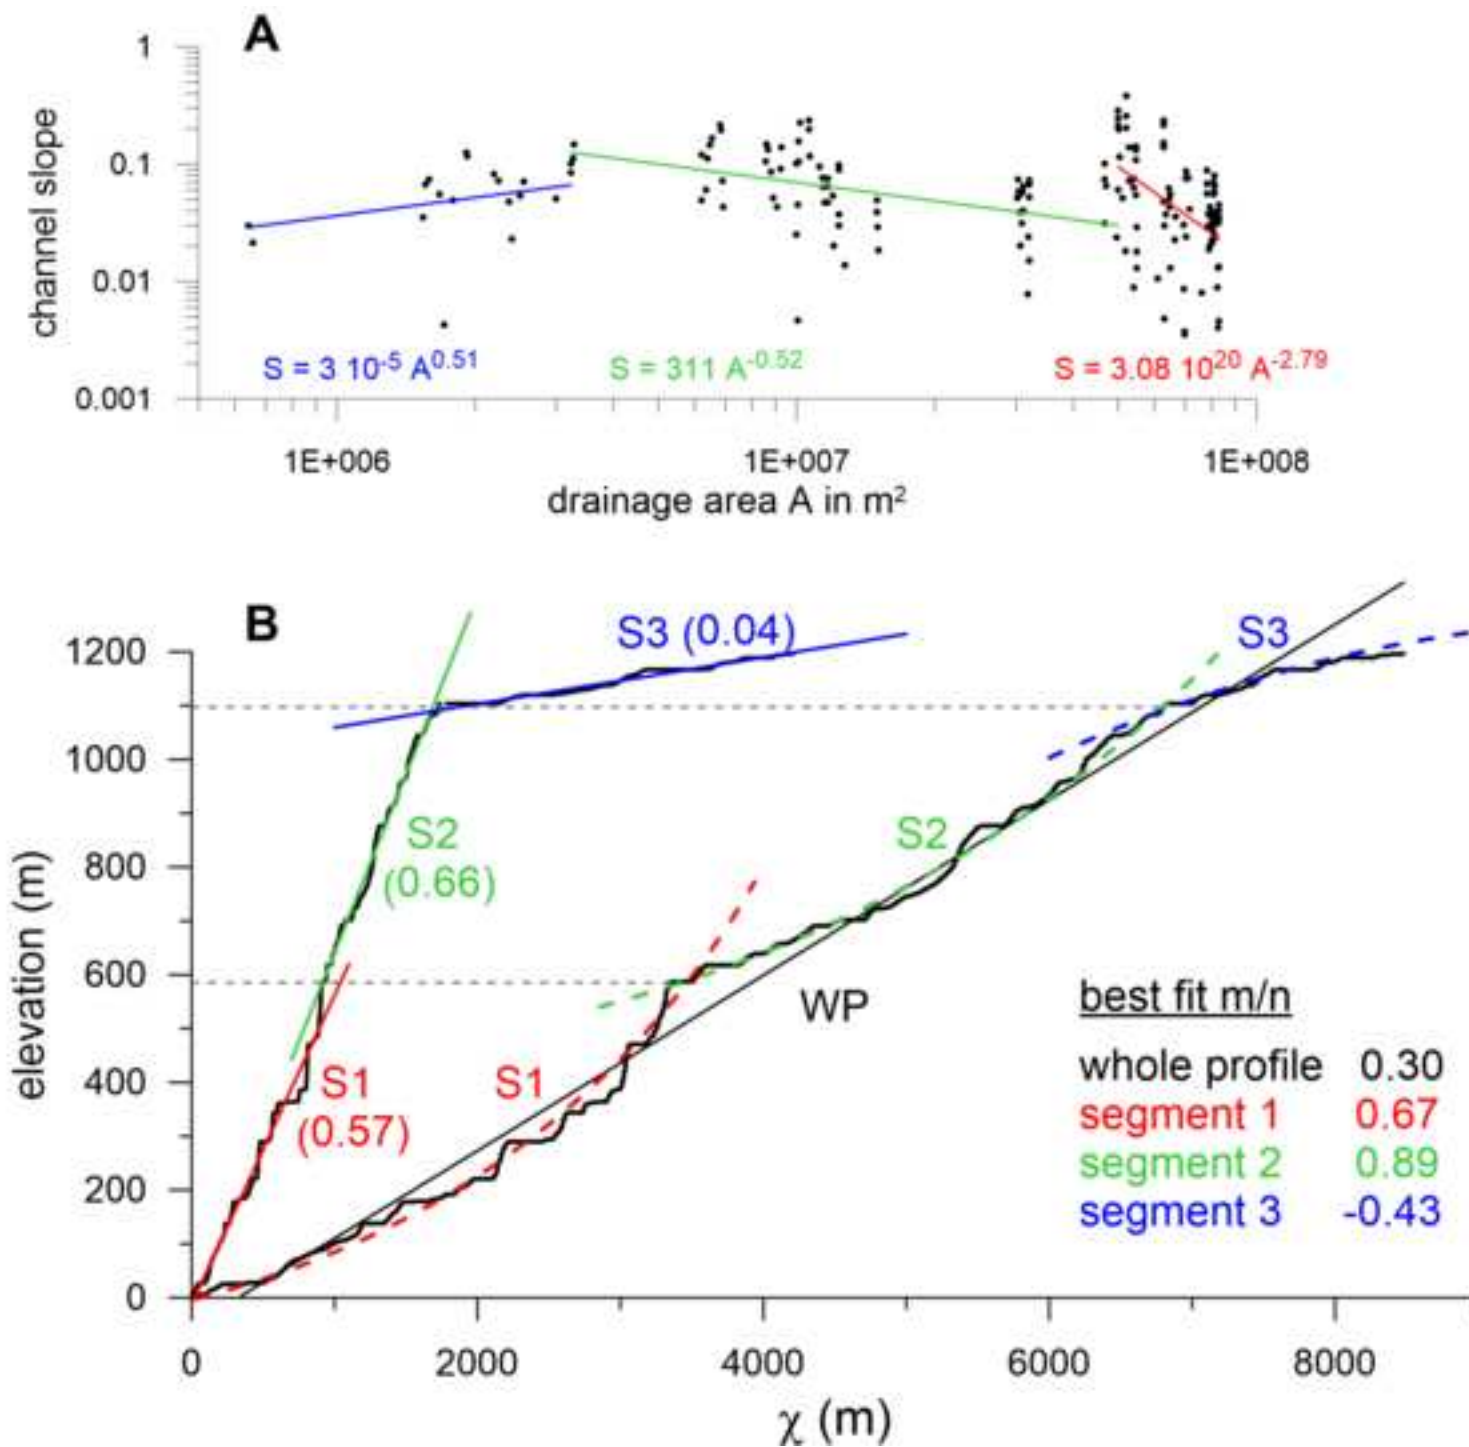 A
channel slope
1
0.1
0.01
0.001
S = 3 10⁻⁵ A⁰·⁵¹
S = 311 A⁻⁰·⁵²
S = 3.08 10²⁰ A⁻²·⁷⁹
1E+006 1E+007 1E+008
drainage area A in m²
B
elevation (m)
1200
1000
800
600
400
200
0
S3 (0.04)
S3
S2
(0.66)
S2
S1
(0.57)
S1
WP
best fit m/n
whole profile 0.30
segment 1 0.67
segment 2 0.89
segment 3 -0.43
0 2000 4000 6000 8000
χ (m)